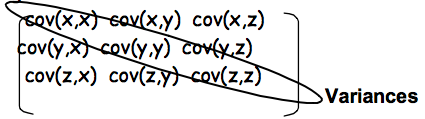 cov(x,x) cov(x,y) cov(x,z)
cov(y,x) cov(y,y) cov(y,z)
cov(z,x) cov(z,y) cov(z,z)
Variances